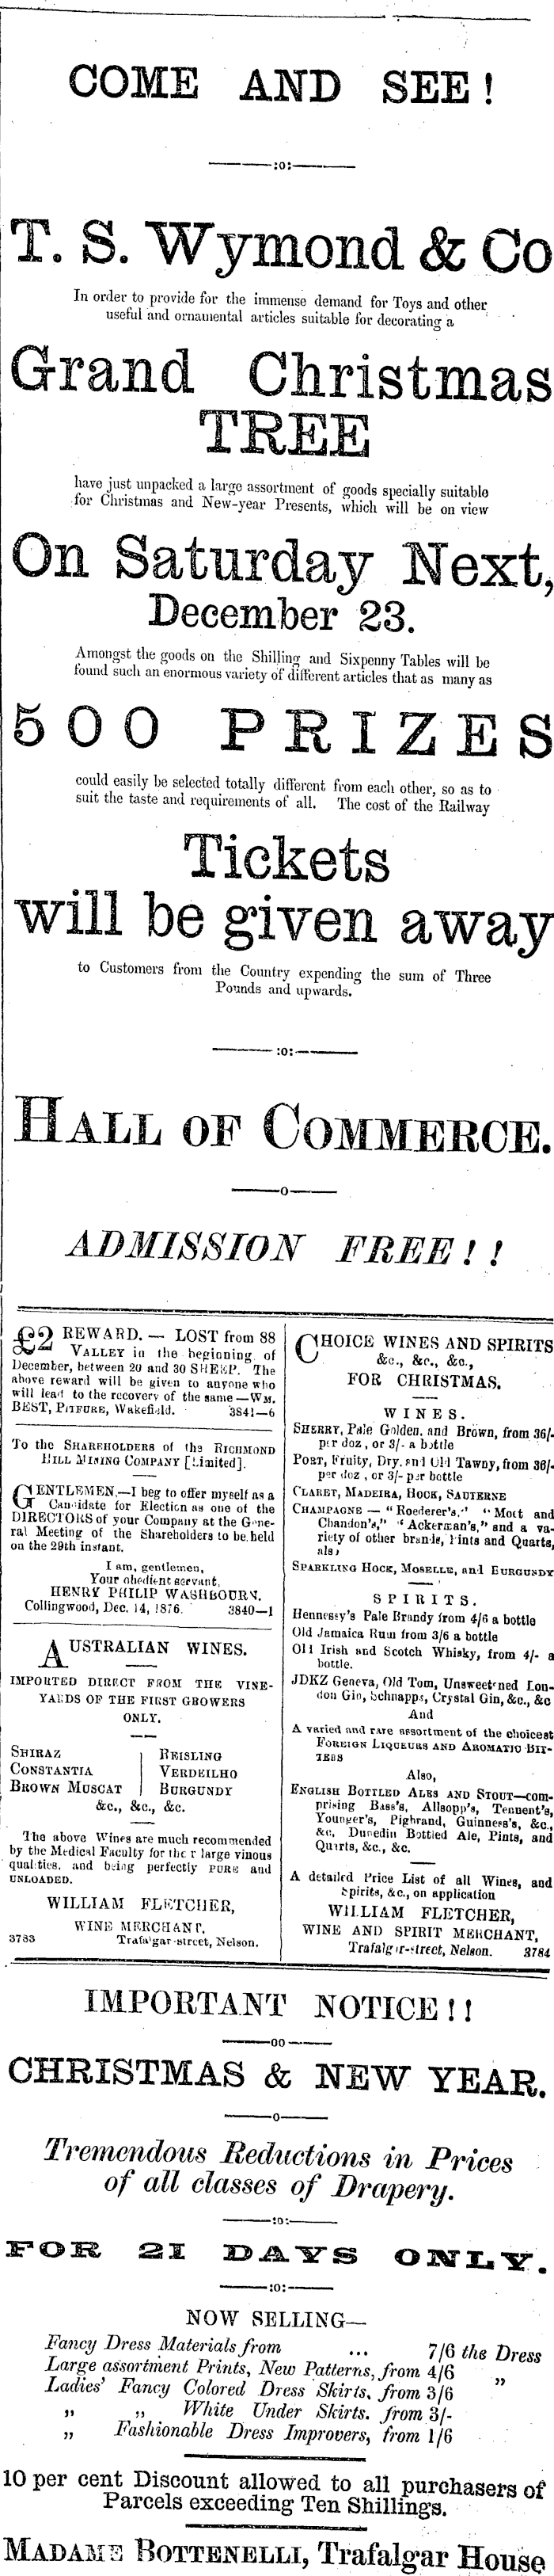 COME AND SEE!
:o:
T. S. Wymond & Co
In order to provide for the immense demand for Toys and other
useful and ornamental articles suitable for decorating a
Grand Christmas
TREE
have just unpacked a large assortment of goods specially suitable
for Christmas and New-year Presents, which will be on view
On Saturday Next,
December 23.
Amongst the goods on the Shilling and Sixpenny Tables will be
found such an enormous variety of different articles that as many as
500 PRIZES
could easily be selected totally different from each other, so as to
suit the taste and requirements of all. The cost of the Railway
Tickets
will be given away
to Customers from the Country expending the sum of Three
Pounds and upwards.
:o:
HALL OF COMMERCE.
o
ADMISSION FREE!!
£2 REWARD. — LOST from 88
VALLEY in the beginning of
December, between 20 and 30 SHEEP. The
above reward will be given to anyone who
will lead to the recovery of the same—WM.
BEST, PITFURE, Wakefield. 3841—6
To the SHAREHOLDERS of the RICHMOND
HILL MINING COMPANY [Limited].
GENTLEMEN,—I beg to offer myself as a
Candidate for Election as one of the
DIRECTORS of your Company at the Gene-
ral Meeting of the Shareholders to be held
on the 29th instant.
I am, gentlemen,
Your obedient servant,
HENRY PHILIP WASHBOURN.
Collingwood, Dec. 14, 1876. 3840—1
AUSTRALIAN WINES.
IMPORTED DIRECT FROM THE VINE-
YARDS OF THE FIRST GROWERS
ONLY.
SHIRAZ REISLING
CONSTANTIA VERDEILHO
BROWN MUSCAT BURGUNDY
&c., &c., &c.
The above Wines are much recommended
by the Medical Faculty for their large vinous
qualities, and being perfectly PURE and
UNLOADED.
WILLIAM FLETCHER,
WINE MERCHANT,
3783 Trafalgar-street, Nelson.
CHOICE WINES AND SPIRITS
&c., &c., &c.,
FOR CHRISTMAS.
WINES.
SHERRY, Pale Golden, and Brown, from 36/-
per doz, or 3/- a bottle
PORT, Fruity, Dry, and Old Tawny, from 36/-
per doz, or 3/- per bottle
CLARET, MADEIRA, HOCK, SAUTERNE
CHAMPAGNE — "Roederer's," "Moet and
Chandon's," "Ackerman's," and a va-
riety of other brands, Pints and Quarts,
also
SPARKLING HOCK, MOSELLE, and BURGUNDY
SPIRITS.
Hennessy's Pale Brandy from 4/6 a bottle
Old Jamaica Rum from 3/6 a bottle
Old Irish and Scotch Whisky, from 4/- a
bottle.
JDKZ Geneva, Old Tom, Unsweetened Lon-
don Gin, Schnapps, Crystal Gin, &c., &c
And
A varied and rare assortment of the choicest
FOREIGN LIQUEURS AND AROMATIC BIT-
TERS
Also,
ENGLISH BOTTLED ALES AND STOUT—com-
prising Bass's, Allsopp's, Tennent's,
Younger's, Pighrand, Guinness's, &c.,
&c, Dunedin Bottled Ale, Pints, and
Quarts, &c., &c.
A detailed Price List of all Wines, and
Spirits, &c., on application
WILLIAM FLETCHER,
WINE AND SPIRIT MERCHANT,
Trafalgar-street, Nelson. 3784
IMPORTANT NOTICE!!
oo
CHRISTMAS & NEW YEAR.
o
Tremendous Reductions in Prices
of all classes of Drapery.
:o:
FOR 21 DAYS ONLY.
:o:
NOW SELLING—
Fancy Dress Materials from ... 7/6 the Dress
Large assortment Prints, New Patterns, from 4/6 „
Ladies' Fancy Colored Dress Skirts, from 3/6
„ „ White Under Skirts. from 3/-
„ Fashionable Dress Improvers, from 1/6
10 per cent Discount allowed to all purchasers of
Parcels exceeding Ten Shillings.
MADAME BOTTENELLI, Trafalgar House